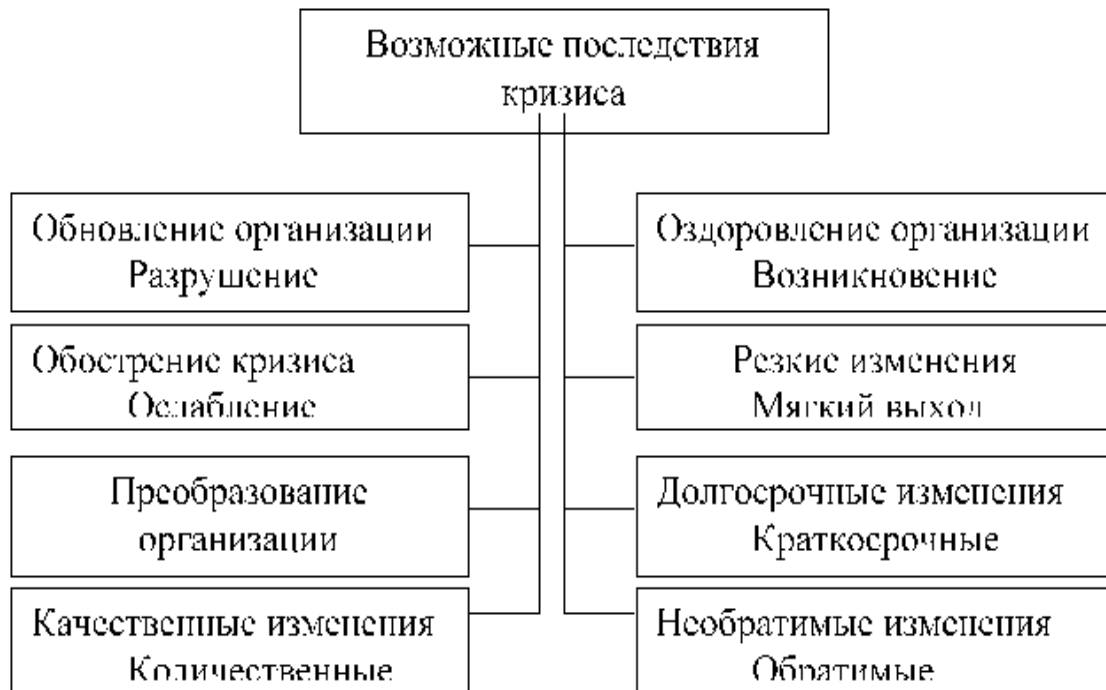 Возможные последствия
кризиса
Обновление организации
Разрушение
Оздоровление организации
Возникновение
Обострение кризиса
Ослабление
Резкие изменения
Мягкий выход
Преобразование
организации
Долгосрочные изменения
Краткосрочные
Качественные изменения
Количественные
Необратимые изменения
Обратимые